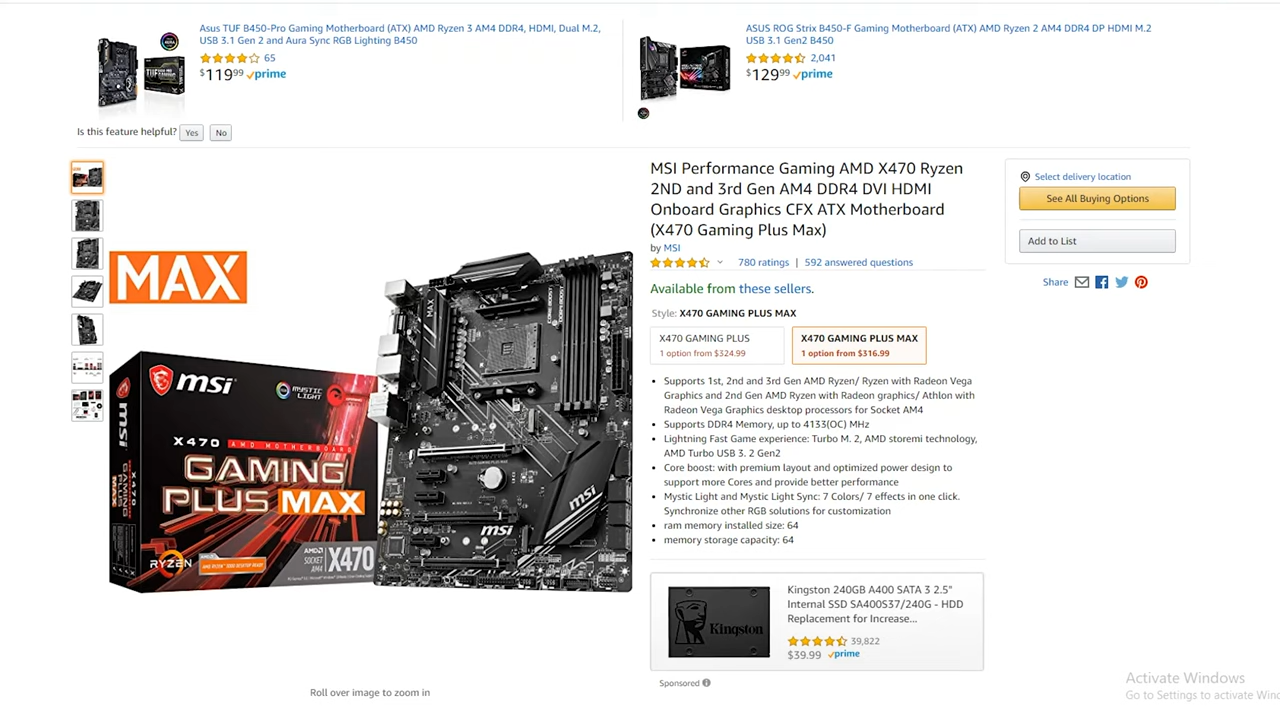 Asus TUF B450-Pro Gaming Motherboard (ATX) AMD Ryzen 3 AM4 DDR4, HDMI, Dual M.2,
USB 3.1 Gen 2 and Aura Sync RGB Lighting B450
65
$119 99 prime
ASUS ROG Strix B450-F Gaming Motherboard (ATX) AMD Ryzen 2 AM4 DDR4 DP HDMI M.2
USB 3.1 Gen2 B450
2,041
$129 99 prime
Is this feature helpful? Yes No
MSI Performance Gaming AMD X470 Ryzen
2ND and 3rd Gen AM4 DDR4 DVI HDMI
Onboard Graphics CFX ATX Motherboard
(X470 Gaming Plus Max)
by MSI
780 ratings | 592 answered questions
Available from these sellers.
Style: X470 GAMING PLUS MAX
X470 GAMING PLUS
1 option from $324.99
X470 GAMING PLUS MAX
1 option from $316.99
Supports 1st, 2nd and 3rd Gen AMD Ryzen/ Ryzen with Radeon Vega
Graphics and 2nd Gen AMD Ryzen with Radeon graphics/ Athlon with
Radeon Vega Graphics desktop processors for Socket AM4
Supports DDR4 Memory, up to 4133(OC) MHz
Lightning Fast Game experience: Turbo M. 2, AMD storemi technology,
AMD Turbo USB 3. 2 Gen2
Core boost: with premium layout and optimized power design to
support more Cores and provide better performance
Mystic Light and Mystic Light Sync: 7 Colors/ 7 effects in one click.
Synchronize other RGB solutions for customization
ram memory installed size: 64
memory storage capacity: 64
Kingston 240GB A400 SATA 3 2.5"
Internal SSD SA400S37/240G - HDD
Replacement for Increase...
39,822
$39.99 prime
Kingston
Sponsored
Select delivery location
See All Buying Options
Add to List
Share
MAX
msi
MYSTIC
LIGHT
X470 AMD MOTHERBOARD
GAMING
PLUS MAX
RYZEN
AMD
SOCKET
AM4
X470
msi
X470
GAMING
PLUS
MAX
MAX
msi
msi
Roll over image to zoom in
Activate Windows
Go to Settings to activate Win